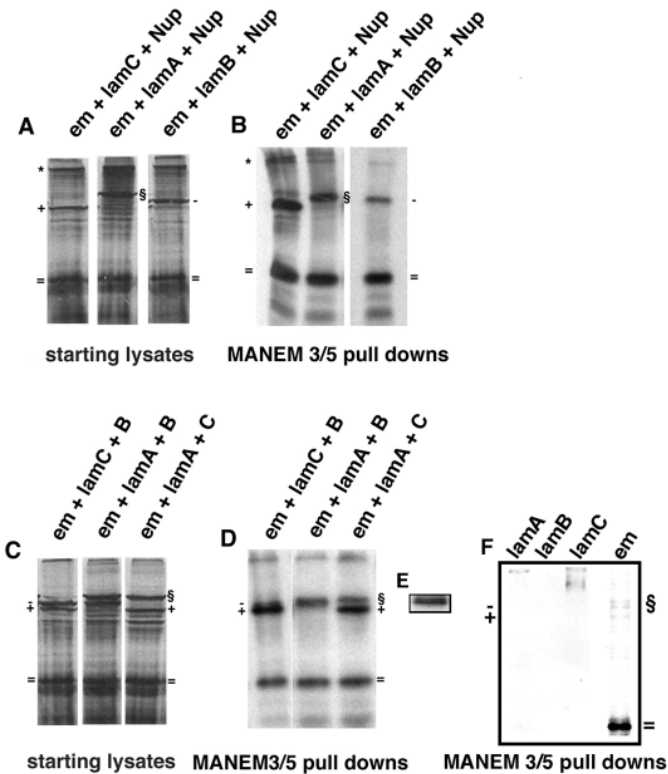 A
em + lamC + Nup
em + lamA + Nup
em + lamB + Nup
*
+
§
-
=
=
starting lysates
B
em + lamC + Nup
em + lamA + Nup
em + lamB + Nup
*
+
§
-
=
=
MANEM 3/5 pull downs
C
em + lamC + B
em + lamA + B
em + lamA + C
-
+
§
+
=
=
starting lysates
D
em + lamC + B
em + lamA + B
em + lamA + C
-
+
§
+
=
MANEM3/5 pull downs
E
F
lamA
lamB
lamC
em
-
+
§
=
MANEM 3/5 pull downs